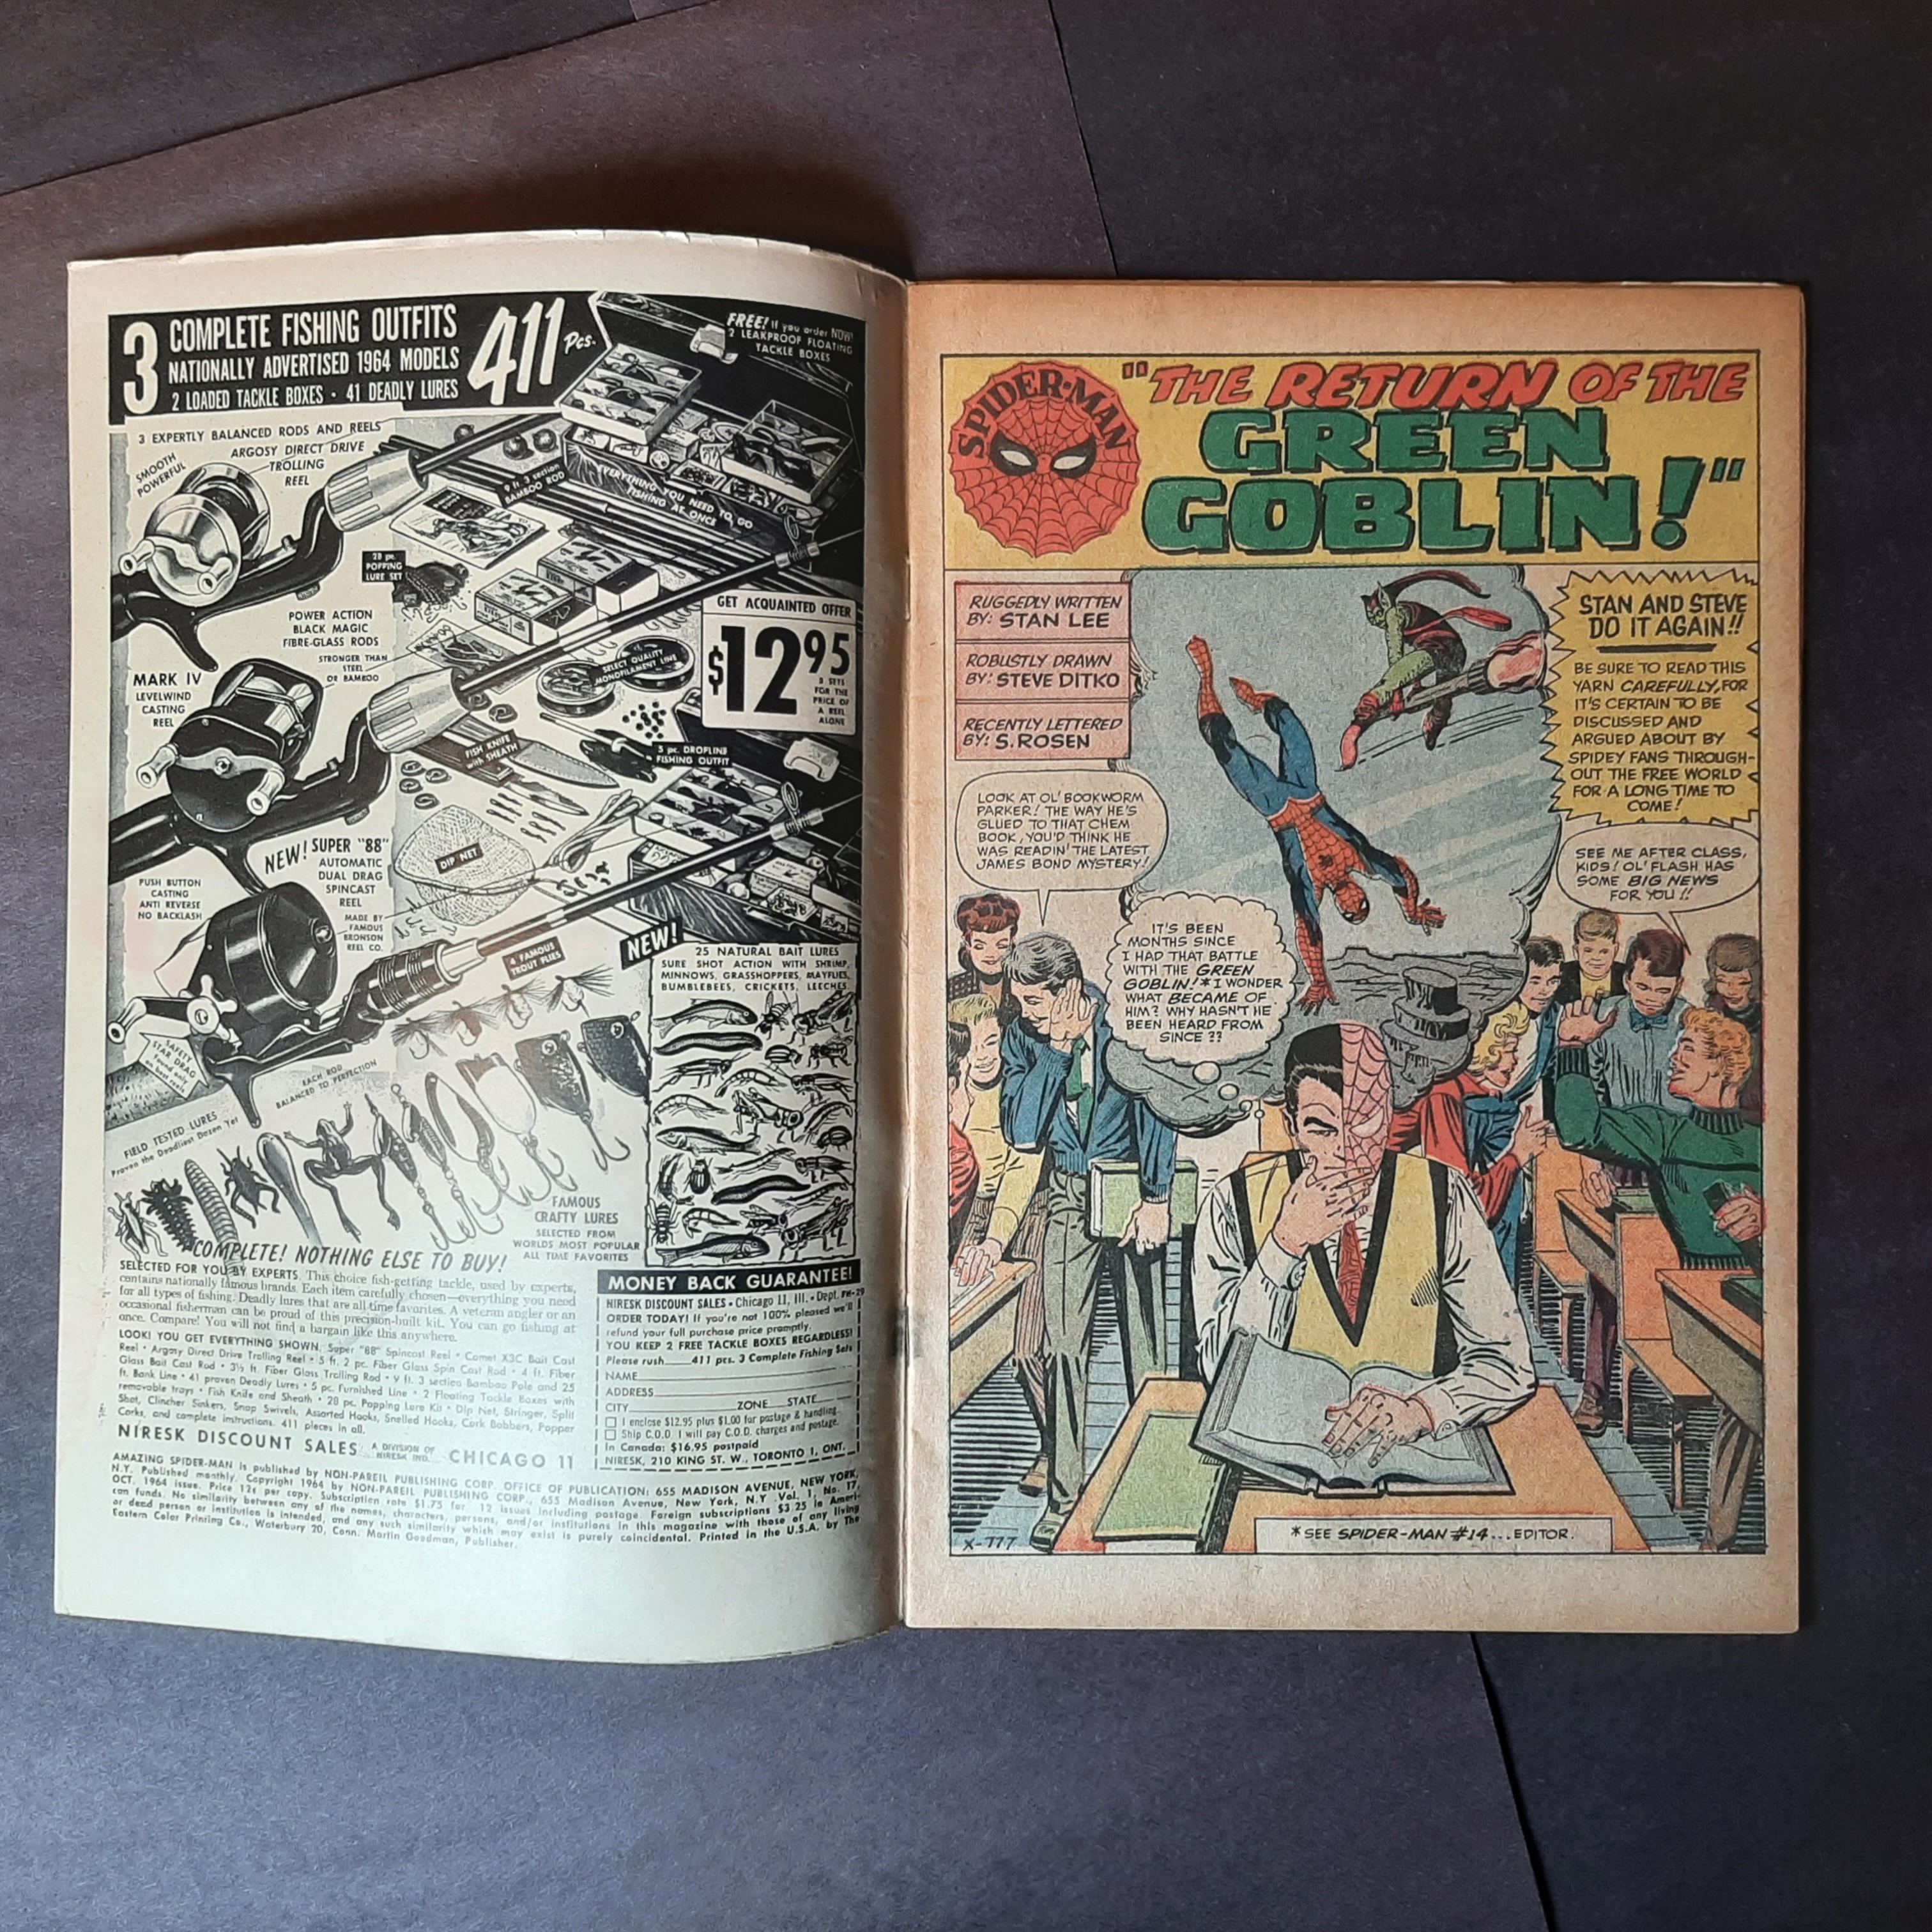 3 COMPLETE FISHING OUTFITS
NATIONALLY ADVERTISED 1964 MODELS
2 LOADED TACKLE BOXES • 41 DEADLY LURES
411 Pcs.
FREE! If you order NOW!
2 LEAKPROOF FLOATING
TACKLE BOXES
3 EXPERTLY BALANCED RODS AND REELS
SMOOTH
POWERFUL
ARGOSY DIRECT DRIVE
TROLLING
REEL
9 ft 3 section
BAMBOO ROD
EVERYTHING YOU NEED TO GO
FISHING AT ONCE
28 pc.
POPPING
LURE SET
POWER ACTION
BLACK MAGIC
FIBRE-GLASS RODS
STRONGER THAN
STEEL
OR BAMBOO
GET ACQUAINTED OFFER
$12 95
3 SETS
FOR THE
PRICE OF
A REEL
ALONE
SELECT QUALITY
MONOFILAMENT LINE
MARK IV
LEVELWIND
CASTING
REEL
FISH KNIFE
with SHEATH
5 pc. DROPLINE
FISHING OUTFIT
NEW! SUPER "88"
AUTOMATIC
DUAL DRAG
SPINCAST
REEL
DIP NET
PUSH BUTTON
CASTING
ANTI REVERSE
NO BACKLASH
MADE BY
FAMOUS
BRONSON
REEL CO.
4 FAMOUS
TROUT FLIES
NEW!
25 NATURAL BAIT LURES
SURE SHOT ACTION WITH SHRIMP,
MINNOWS, GRASSHOPPERS, MAYFLIES,
BUMBLEBEES, CRICKETS, LEECHES
SAFETY
STAR DRAG
Found only
on best reels
EACH ROD
BALANCED TO PERFECTION
FIELD TESTED LURES
Proven the Deadliest Dozen Yet
FAMOUS
CRAFTY LURES
SELECTED FROM
WORLDS MOST POPULAR
ALL TIME FAVORITES
COMPLETE! NOTHING ELSE TO BUY!
SELECTED FOR YOU BY EXPERTS. This choice fish-getting tackle, used by experts,
contains nationally famous brands. Each item carefully chosen—everything you need
for all types of fishing. Deadly lures that are all time favorites. A veteran angler or an
occasional fisherman can be proud of this precision-built kit. You can go fishing at
once. Compare! You will not find a bargain like this anywhere.
LOOK! YOU GET EVERYTHING SHOWN: Super "88" Spincast Reel • Comet X3C Bait Cast
Reel • Argosy Direct Drive Trolling Reel • 5 ft. 2 pc. Fiber Glass Spin Cast Rod • 4 ft. Fiber
Glass Bait Cast Rod • 3½ ft. Fiber Glass Trolling Rod • 9 ft. 3 section Bamboo Pole and 25
ft. Bank Line • 41 proven Deadly Lures • 5 pc. Furnished Line • 2 Floating Tackle Boxes with
removable trays • Fish Knife and Sheath • 28 pc. Popping Lure Kit • Dip Net, Stringer, Split
Shot, Clincher Sinkers, Snap Swivels, Assorted Hooks, Snelled Hooks, Cork Bobbers, Popper
Corks, and complete instructions. 411 pieces in all.
NIRESK DISCOUNT SALES A DIVISION OF NIRESK IND. CHICAGO 11
MONEY BACK GUARANTEE!
NIRESK DISCOUNT SALES • Chicago 11, Ill. • Dept. FM-29
ORDER TODAY! If you're not 100% pleased we'll
refund your full purchase price promptly.
YOU KEEP 2 FREE TACKLE BOXES REGARDLESS!
Please rush 411 pcs. 3 Complete Fishing Sets
NAME
ADDRESS
CITY ZONE STATE
I enclose $12.95 plus $1.00 for postage & handling.
Ship C.O.D. I will pay C.O.D. charges and postage.
In Canada: $16.95 postpaid
NIRESK, 210 KING ST. W., TORONTO 1, ONT.
AMAZING SPIDER-MAN is published by NON-PAREIL PUBLISHING CORP. OFFICE OF PUBLICATION: 655 MADISON AVENUE, NEW YORK,
N.Y. Published monthly. Copyright 1964 by NON-PAREIL PUBLISHING CORP., 655 Madison Avenue, New York, N.Y. Vol. 1, No. 17,
OCT. 1964 issue. Price 12¢ per copy. Subscription rate $1.75 for 12 issues including postage. Foreign subscriptions $3.25 in Ameri-
can funds. No similarity between any of the names, characters, persons, and/or institutions in this magazine with those of any living
or dead person or institution is intended, and any such similarity which may exist is purely coincidental. Printed in the U.S.A. by The
Eastern Color Printing Co., Waterbury 20, Conn. Martin Goodman, Publisher.
SPIDER-MAN
"THE RETURN OF THE
GREEN
GOBLIN!"
RUGGEDLY WRITTEN
BY: STAN LEE
ROBUSTLY DRAWN
BY: STEVE DITKO
RECENTLY LETTERED
BY: S. ROSEN
STAN AND STEVE
DO IT AGAIN!!
BE SURE TO READ THIS
YARN CAREFULLY, FOR
IT'S CERTAIN TO BE
DISCUSSED AND
ARGUED ABOUT BY
SPIDEY FANS THROUGH-
OUT THE FREE WORLD
FOR A LONG TIME TO
COME!
LOOK AT OL' BOOKWORM
PARKER! THE WAY HE'S
GLUED TO THAT CHEM
BOOK, YOU'D THINK HE
WAS READIN' THE LATEST
JAMES BOND MYSTERY!
SEE ME AFTER CLASS,
KIDS! OL' FLASH HAS
SOME BIG NEWS
FOR YOU!!
IT'S BEEN
MONTHS SINCE
I HAD THAT BATTLE
WITH THE GREEN
GOBLIN!* I WONDER
WHAT BECAME OF
HIM? WHY HASN'T HE
BEEN HEARD FROM
SINCE??
*SEE SPIDER-MAN #14...EDITOR.
X-777